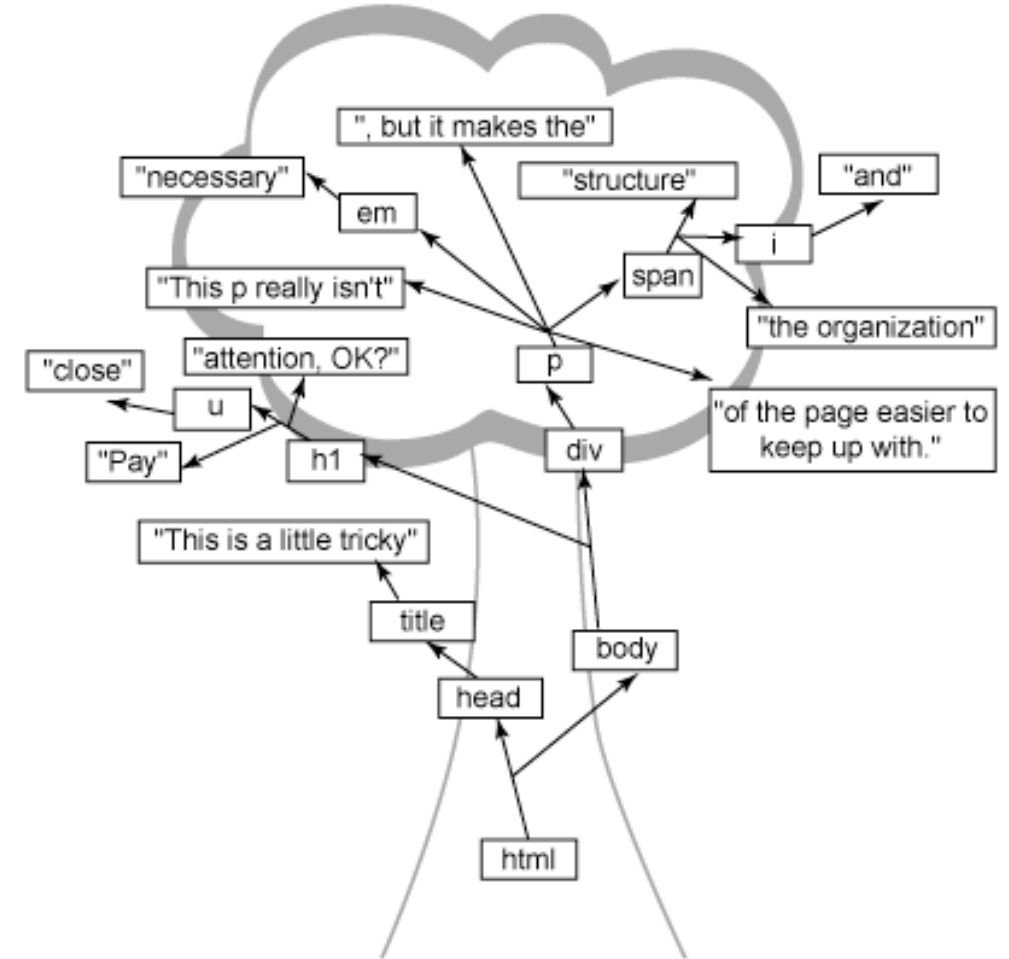 ", but it makes the"
"necessary"
"structure"
"and"
em
i
span
"This p really isn't"
"the organization"
"attention, OK?"
"close"
p
u
"of the page easier to
keep up with."
"Pay"
h1
div
"This is a little tricky"
title
body
head
html